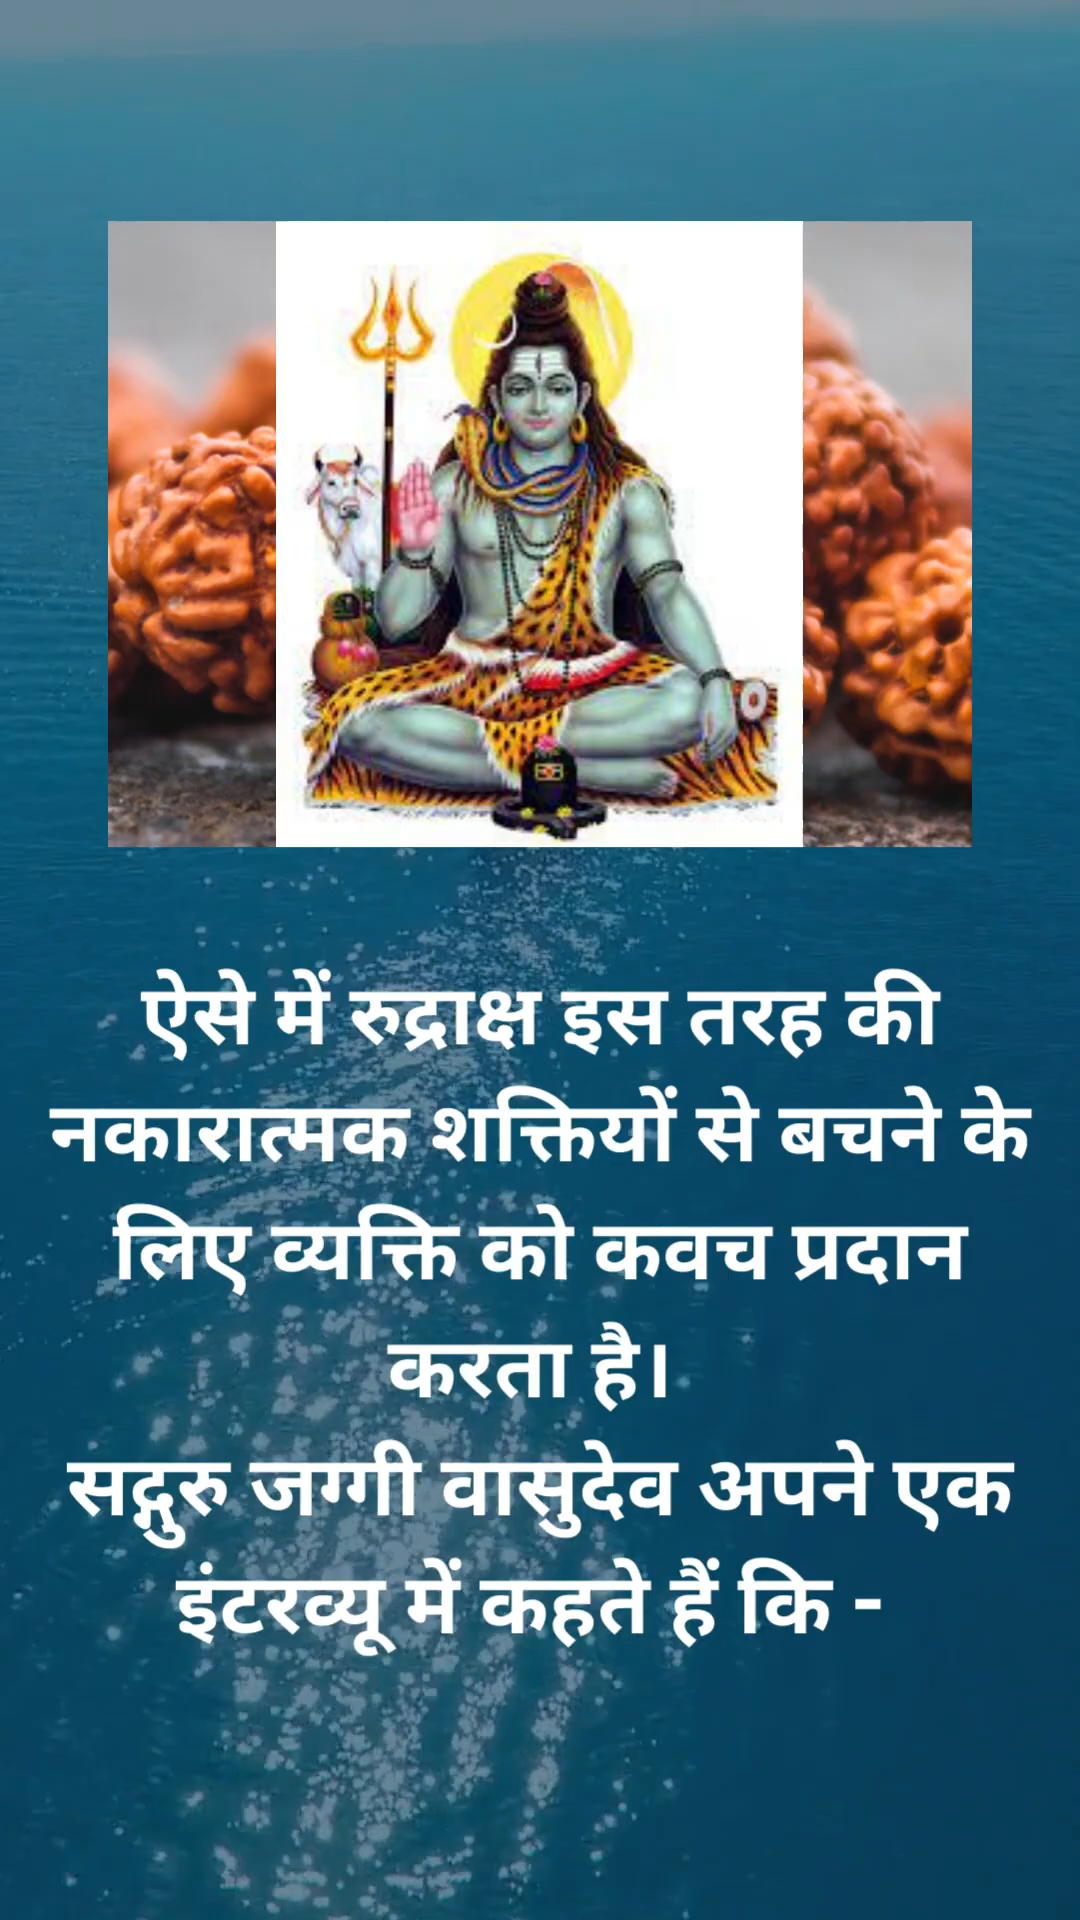 ऐसे में रुद्राक्ष इस तरह की
नकारात्मक शक्तियों से बचने के
लिए व्यक्ति को कवच प्रदान
करता है।
सद्गुरु जग्गी वासुदेव अपने एक
इंटरव्यू में कहते हैं कि -